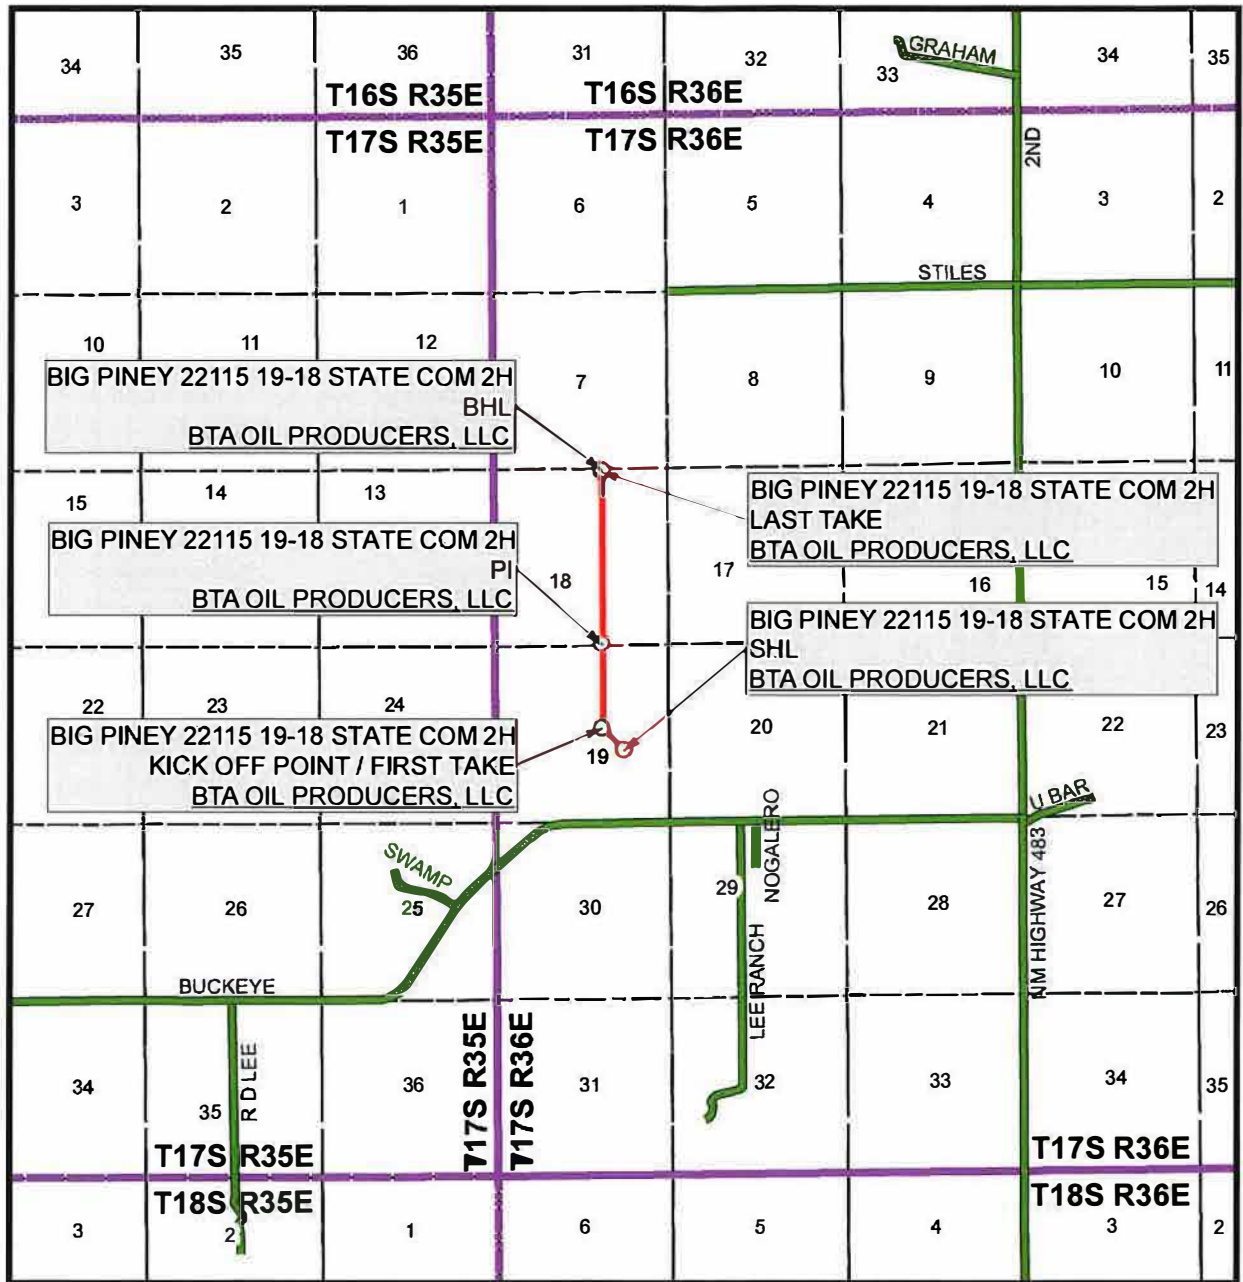 34
35
36
31
32
33
GRAHAM
34
35
T16S R35E
T16S R36E
T17S R35E
T17S R36E
2ND
3
2
1
6
5
4
3
2
STILES
10
11
12
7
8
9
10
11
BIG PINEY 22115 19-18 STATE COM 2H
BHL
BTA OIL PRODUCERS, LLC
15
14
13
BIG PINEY 22115 19-18 STATE COM 2H
LAST TAKE
BTA OIL PRODUCERS, LLC
BIG PINEY 22115 19-18 STATE COM 2H
PI
BTA OIL PRODUCERS, LLC
18
17
16
15
14
BIG PINEY 22115 19-18 STATE COM 2H
SHL
BTA OIL PRODUCERS, LLC
22
23
24
BIG PINEY 22115 19-18 STATE COM 2H
KICK OFF POINT / FIRST TAKE
BTA OIL PRODUCERS, LLC
19
20
21
22
23
U BAR
SWAMP
NOGALERO
NM HIGHWAY 483
27
26
25
30
29
28
27
26
LEE RANCH
BUCKEYE
R D LEE
T17S R35E
T17S R36E
34
35
36
31
32
33
34
35
T17S R35E
T17S R36E
T18S R35E
T18S R36E
3
2
1
6
5
4
3
2